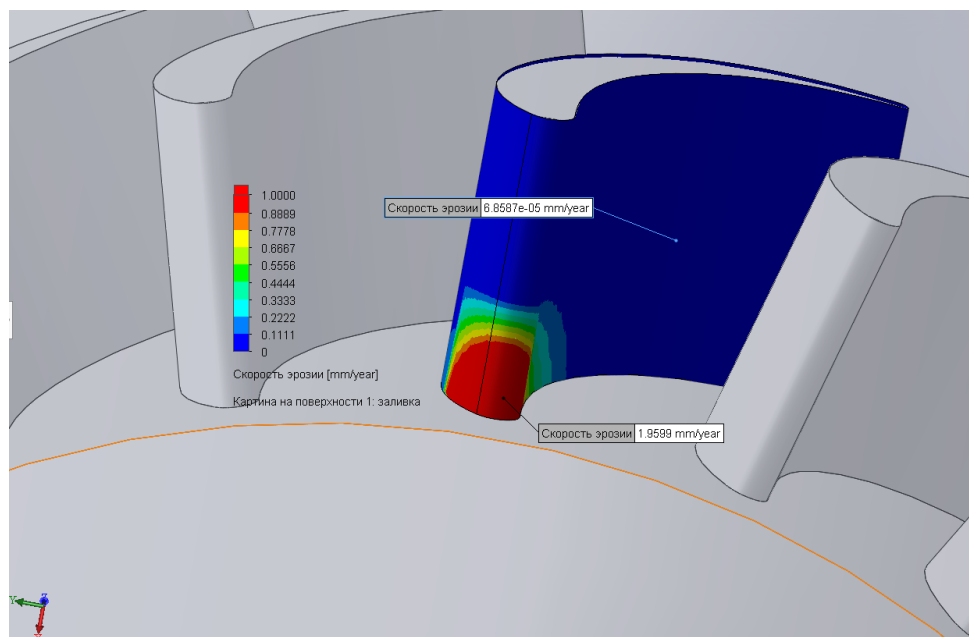 Скорость эрозии 6.8587e-05 mm/year
1.0000
0.8889
0.7778
0.6667
0.5556
0.4444
0.3333
0.2222
0.1111
0
Скорость эрозии [mm/year]
Картина на поверхности 1: заливка
Скорость эрозии 1.9599 mm/year
Y
Z